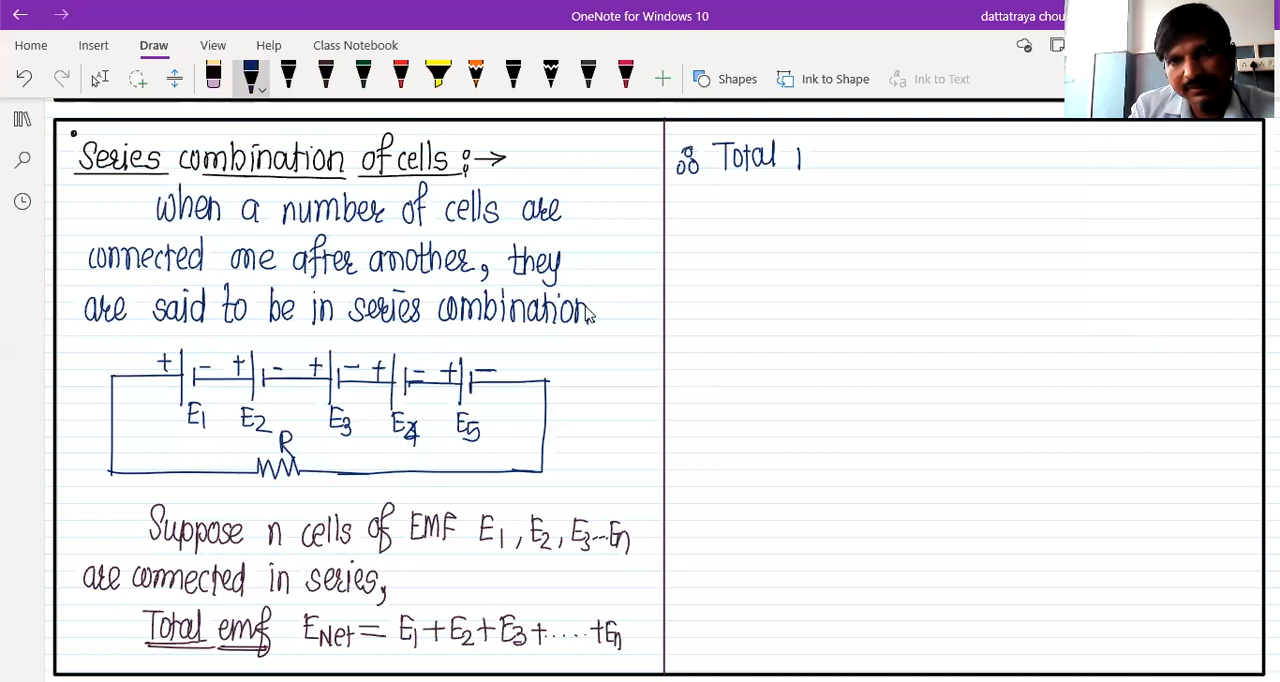 OneNote for Windows 10
dattatraya chou
Home Insert Draw View Help Class Notebook
Shapes Ink to Shape Ink to Text
Series combination of cells :→
When a number of cells are
connected one after another, they
are said to be in series combination
+ - + - + - + - + -
E1 E2 E3 E4 E5
R
Suppose n cells of EMF E1, E2, E3--En
are connected in series,
Total emf ENet = E1+E2+E3+.....+En
Total